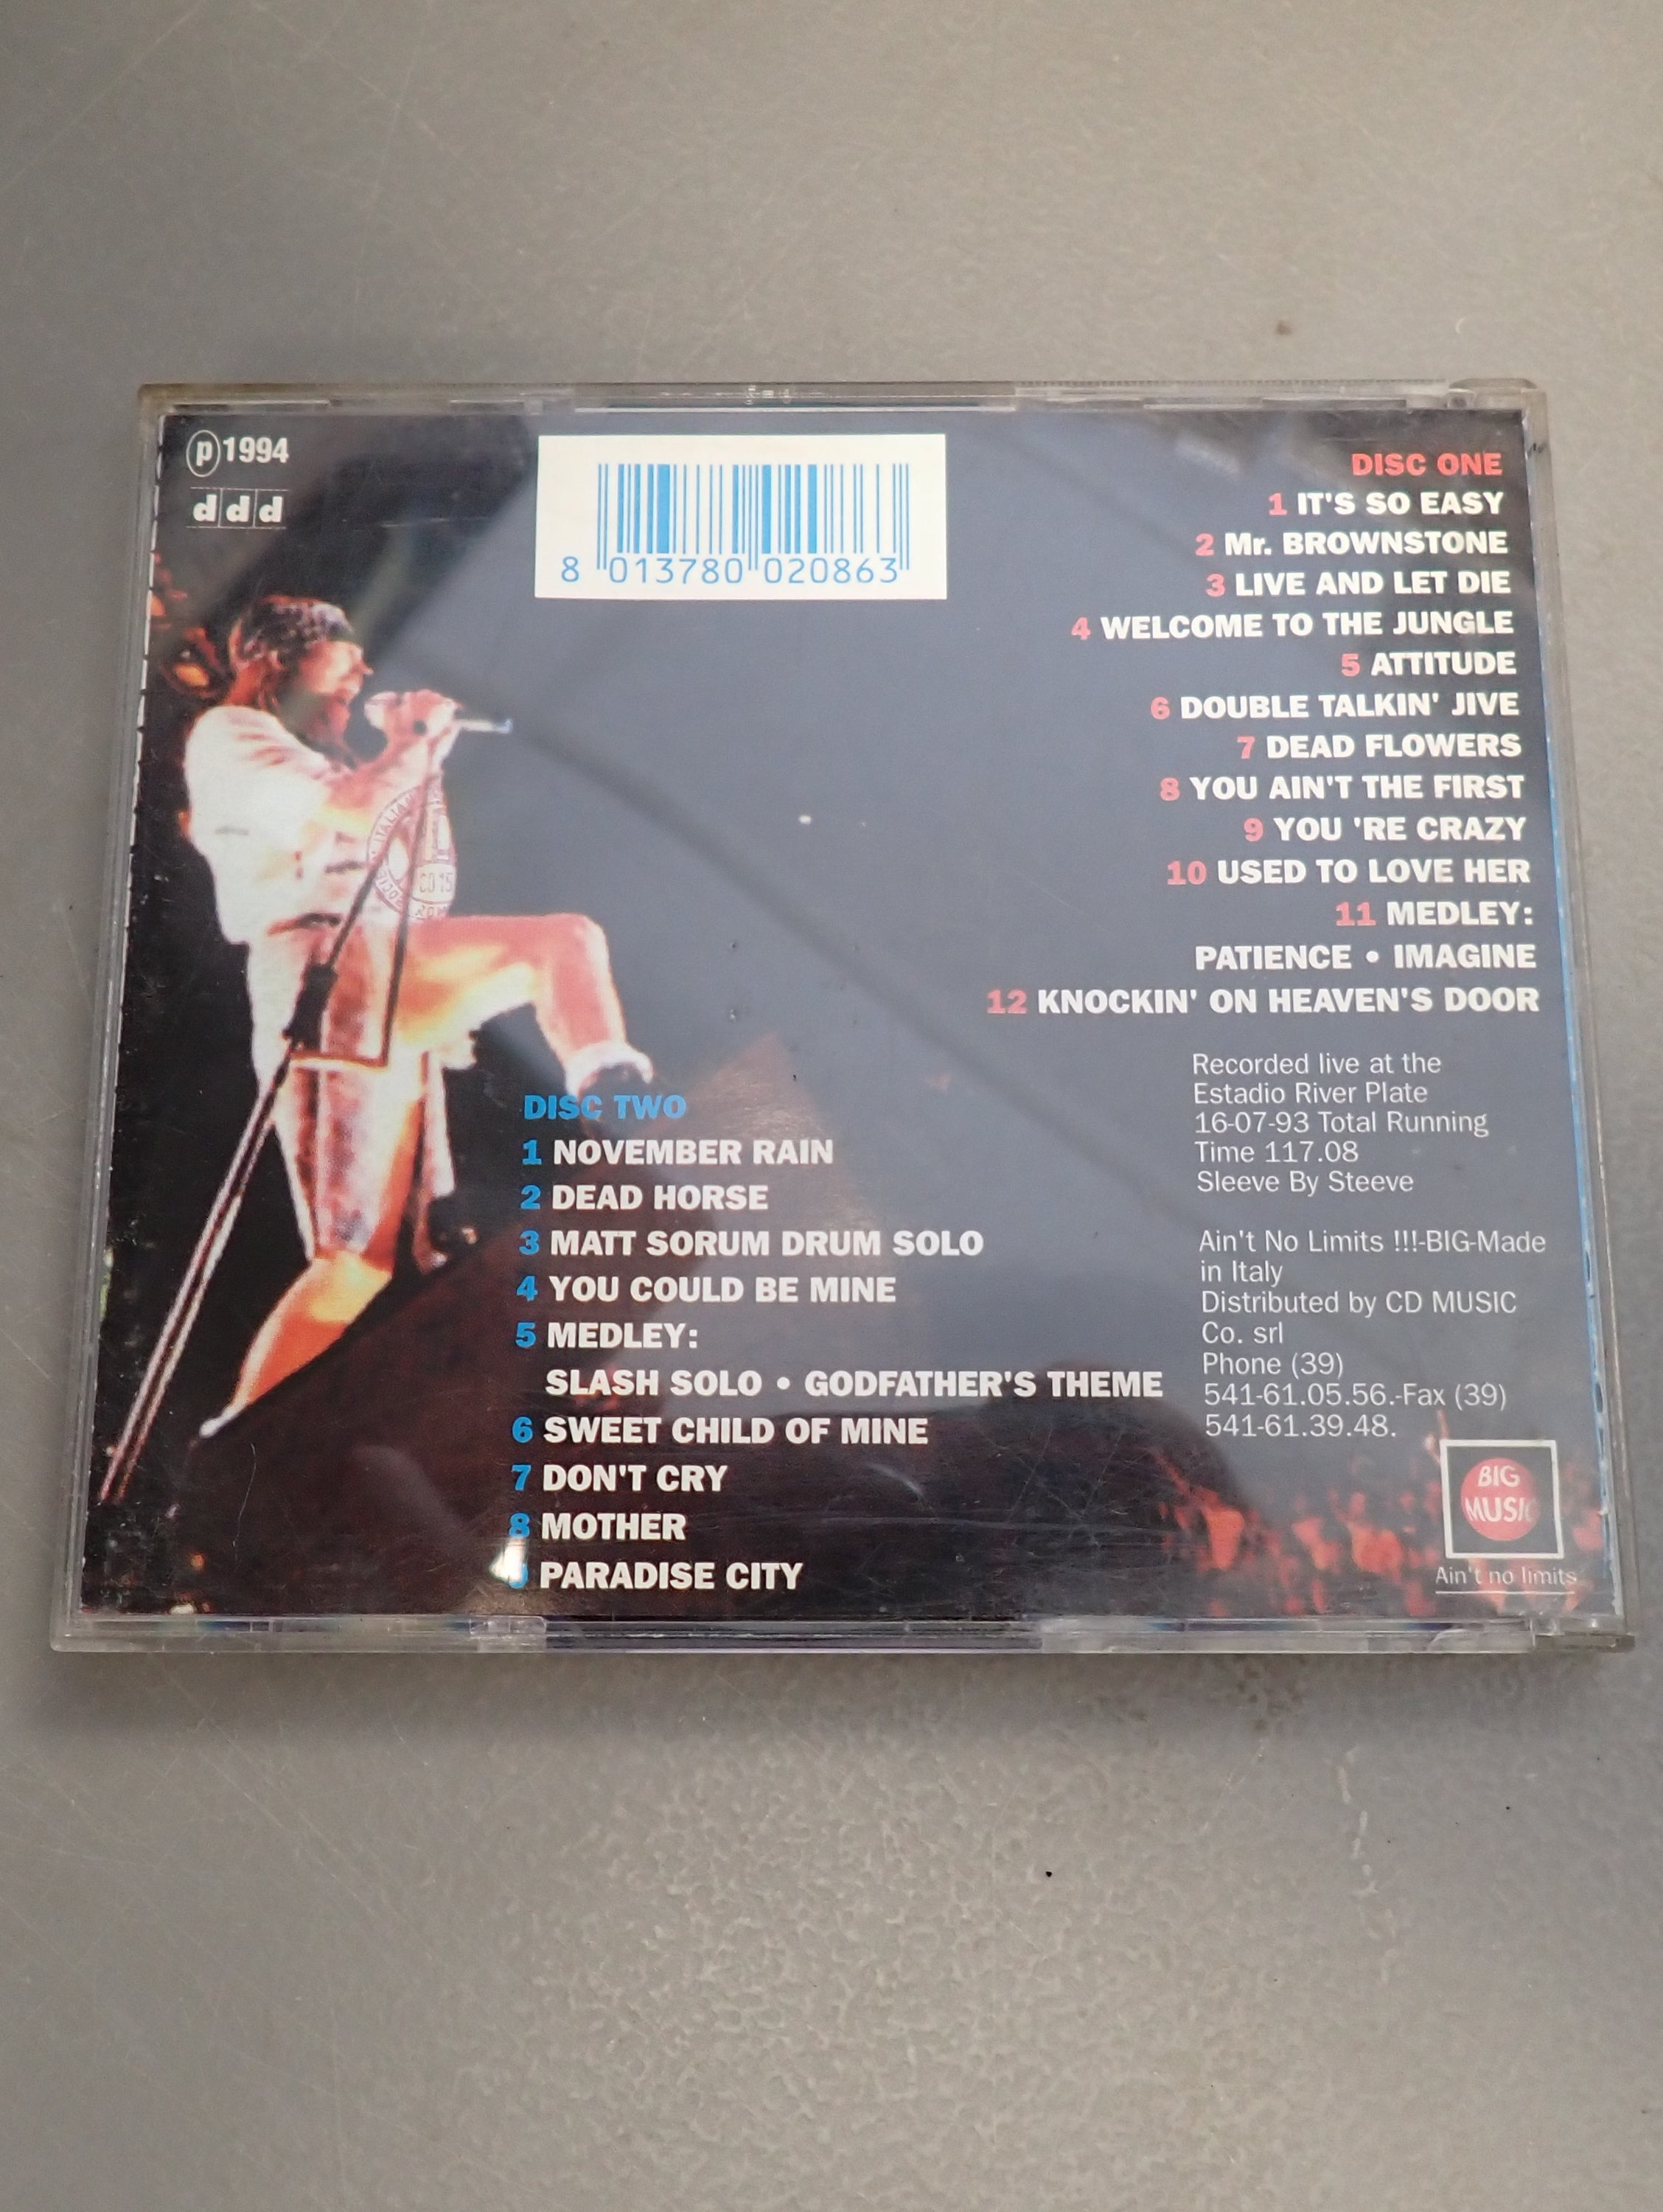 p 1994
ddd
8 013780 020863
DISC ONE
1 IT'S SO EASY
2 Mr. BROWNSTONE
3 LIVE AND LET DIE
4 WELCOME TO THE JUNGLE
5 ATTITUDE
6 DOUBLE TALKIN' JIVE
7 DEAD FLOWERS
8 YOU AIN'T THE FIRST
9 YOU 'RE CRAZY
10 USED TO LOVE HER
11 MEDLEY:
PATIENCE • IMAGINE
12 KNOCKIN' ON HEAVEN'S DOOR
Recorded live at the
Estadio River Plate
16-07-93 Total Running
Time 117.08
Sleeve By Steeve
Ain't No Limits !!!-BIG-Made
in Italy
Distributed by CD MUSIC
Co. srl
Phone (39)
541-61.05.56.-Fax (39)
541-61.39.48.
BIG
MUSIC
Ain't no limits
DISC TWO
1 NOVEMBER RAIN
2 DEAD HORSE
3 MATT SORUM DRUM SOLO
4 YOU COULD BE MINE
5 MEDLEY:
SLASH SOLO • GODFATHER'S THEME
6 SWEET CHILD OF MINE
7 DON'T CRY
8 MOTHER
PARADISE CITY